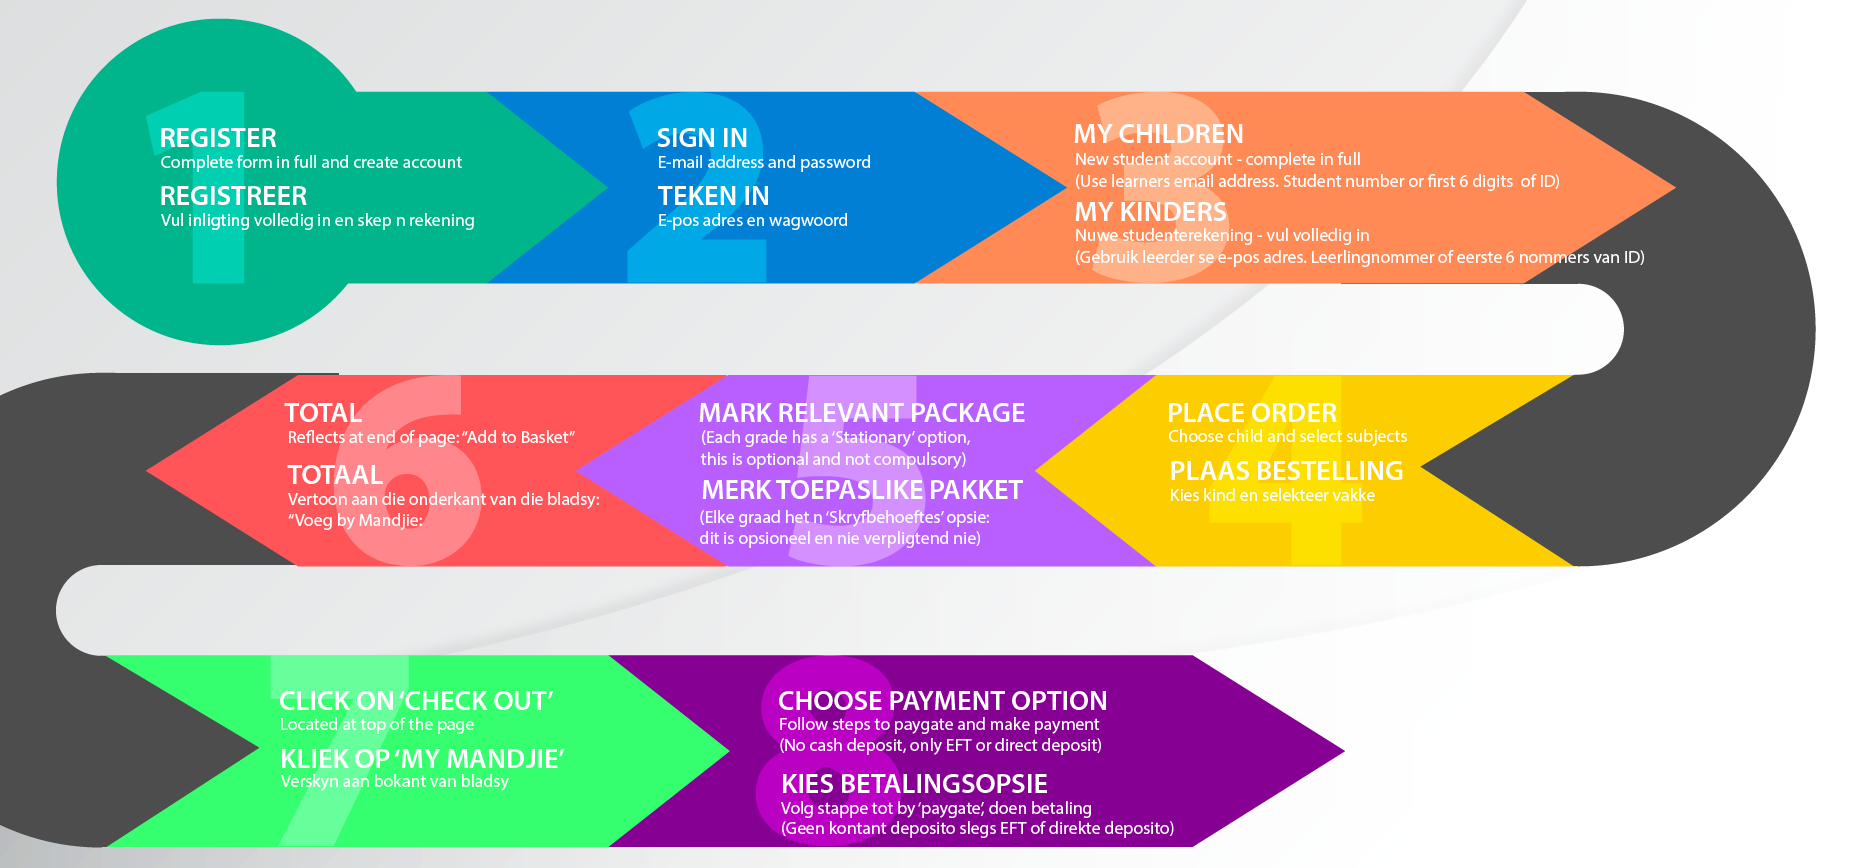 1
REGISTER
Complete form in full and create account
REGISTREER
Vul inligting volledig in en skep n rekening
2
SIGN IN
E-mail address and password
TEKEN IN
E-pos adres en wagwoord
3
MY CHILDREN
New student account - complete in full
(Use learners email address. Student number or first 6 digits of ID)
MY KINDERS
Nuwe studenterekening - vul volledig in
(Gebruik leerder se e-pos adres. Leerlingnommer of eerste 6 nommers van ID)
4
PLACE ORDER
Choose child and select subjects
PLAAS BESTELLING
Kies kind en selekteer vakke
5
MARK RELEVANT PACKAGE
(Each grade has a ‘Stationary’ option,
this is optional and not compulsory)
MERK TOEPASLIKE PAKKET
(Elke graad het n ‘Skryfbehoeftes’ opsie:
dit is opsioneel en nie verpligtend nie)
6
TOTAL
Reflects at end of page: “Add to Basket”
TOTAAL
Vertoon aan die onderkant van die bladsy:
“Voeg by Mandjie:
7
CLICK ON ‘CHECK OUT’
Located at top of the page
KLIEK OP ‘MY MANDJIE’
Verskyn aan bokant van bladsy
8
CHOOSE PAYMENT OPTION
Follow steps to paygate and make payment
(No cash deposit, only EFT or direct deposit)
KIES BETALINGSOPSIE
Volg stappe tot by ‘paygate’, doen betaling
(Geen kontant deposito slegs EFT of direkte deposito)